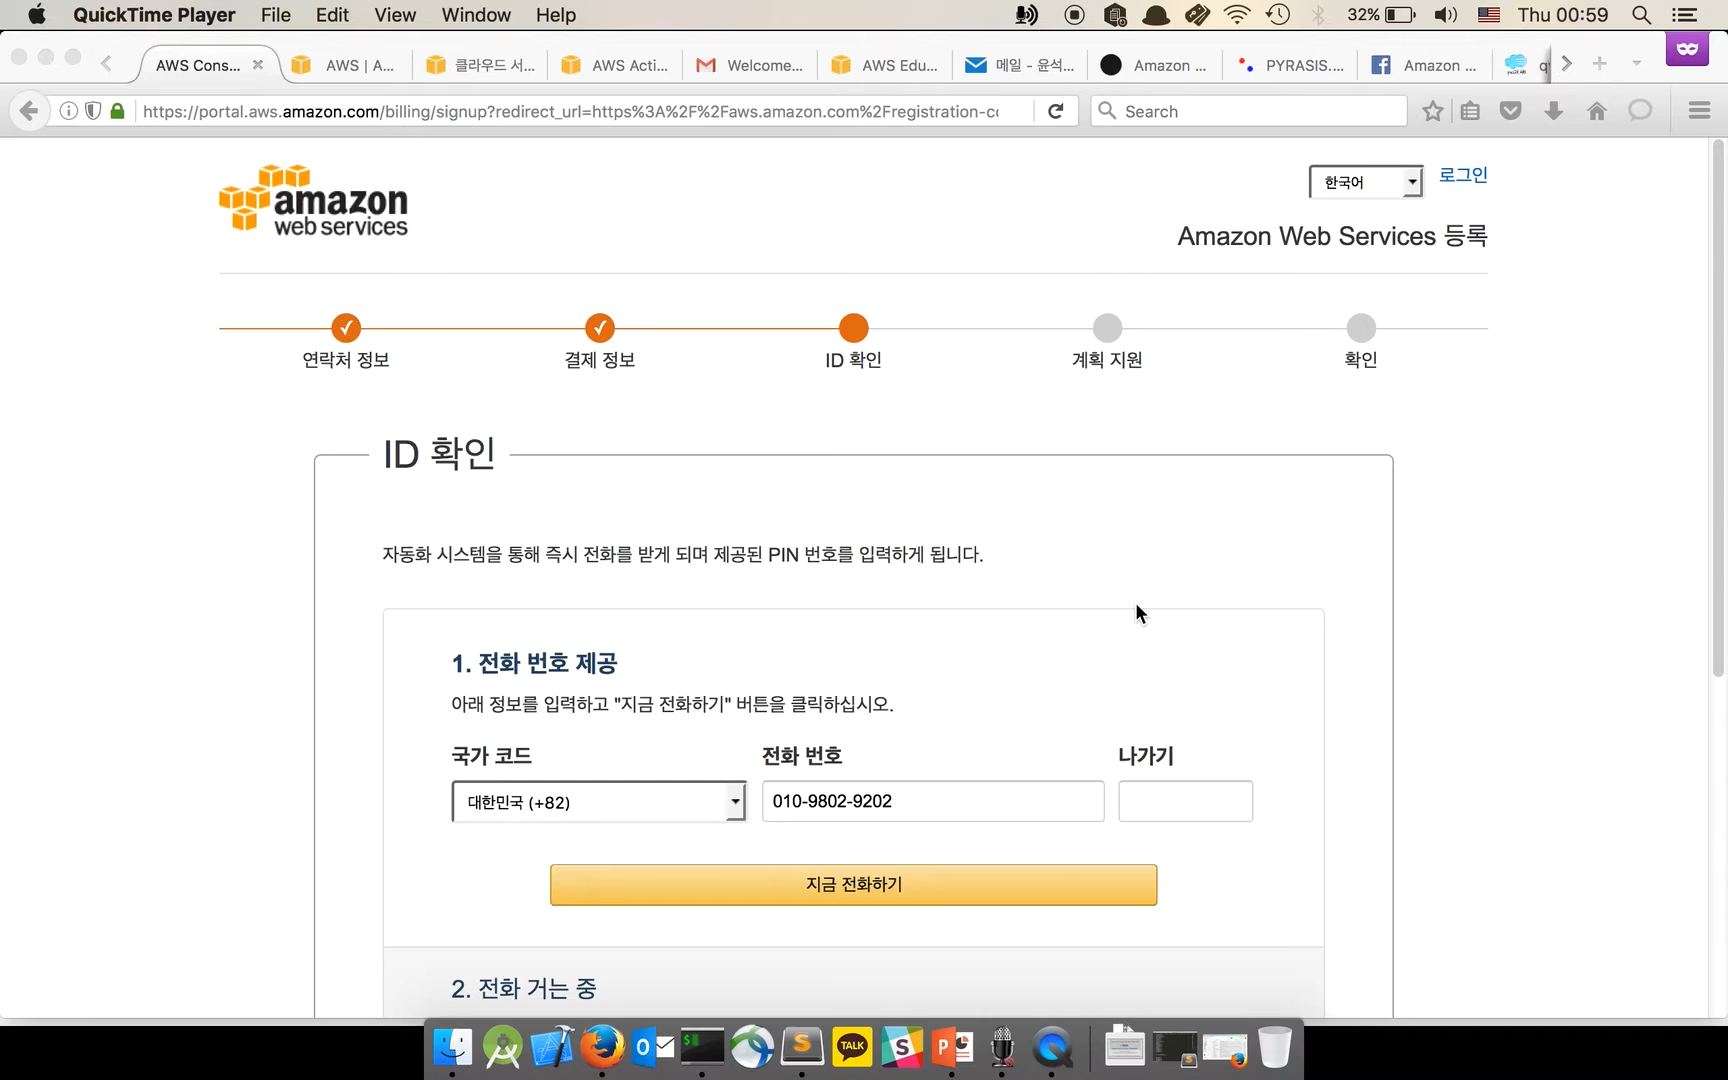 QuickTime Player File Edit View Window Help 32% Thu 00:59
AWS Cons... AWS | A... 클라우드 서... AWS Acti... Welcome... AWS Edu... 메일 - 윤석... Amazon ... PYRASIS.... Amazon ...
https://portal.aws.amazon.com/billing/signup?redirect_url=https%3A%2F%2Faws.amazon.com%2Fregistration-cc Search
amazon
web services
한국어 로그인
Amazon Web Services 등록
연락처 정보 결제 정보 ID 확인 계획 지원 확인
ID 확인
자동화 시스템을 통해 즉시 전화를 받게 되며 제공된 PIN 번호를 입력하게 됩니다.
1. 전화 번호 제공
아래 정보를 입력하고 "지금 전화하기" 버튼을 클릭하십시오.
국가 코드 전화 번호 나가기
대한민국 (+82) 010-9802-9202
지금 전화하기
2. 전화 거는 중
TALK